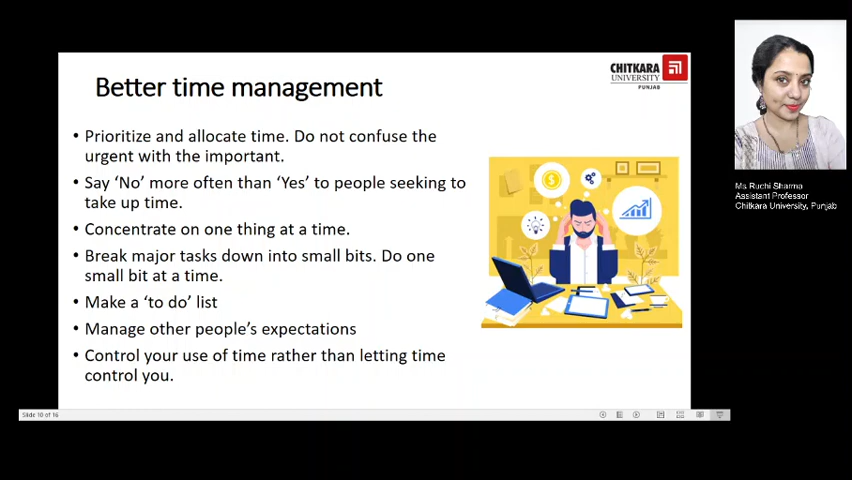 Better time management
CHITKARA
UNIVERSITY
PUNJAB
• Prioritize and allocate time. Do not confuse the
urgent with the important.
• Say ‘No’ more often than ‘Yes’ to people seeking to
take up time.
• Concentrate on one thing at a time.
• Break major tasks down into small bits. Do one
small bit at a time.
• Make a ‘to do’ list
• Manage other people’s expectations
• Control your use of time rather than letting time
control you.
Slide 10 of 16
Ms Ruchi Sharma
Assistant Professor
Chitkara University, Punjab